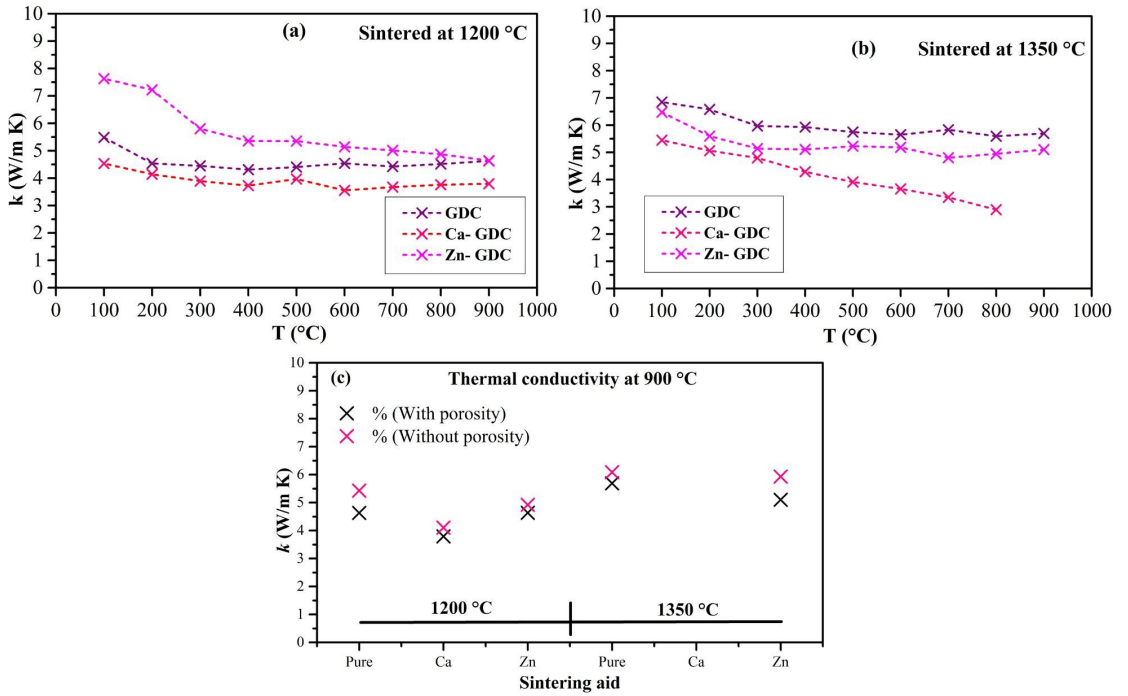 (a)
Sintered at 1200 °C
10
9
8
7
6
5
4
3
2
1
0
k (W/m K)
GDC
Ca- GDC
Zn- GDC
0 100 200 300 400 500 600 700 800 900 1000
T (°C)
(b)
Sintered at 1350 °C
10
9
8
7
6
5
4
3
2
1
0
k (W/m K)
GDC
Ca- GDC
Zn- GDC
0 100 200 300 400 500 600 700 800 900 1000
T (°C)
(c)
Thermal conductivity at 900 °C
% (With porosity)
% (Without porosity)
10
9
8
7
6
5
4
3
2
1
0
k (W/m K)
1200 °C 1350 °C
Pure Ca Zn Pure Ca Zn
Sintering aid